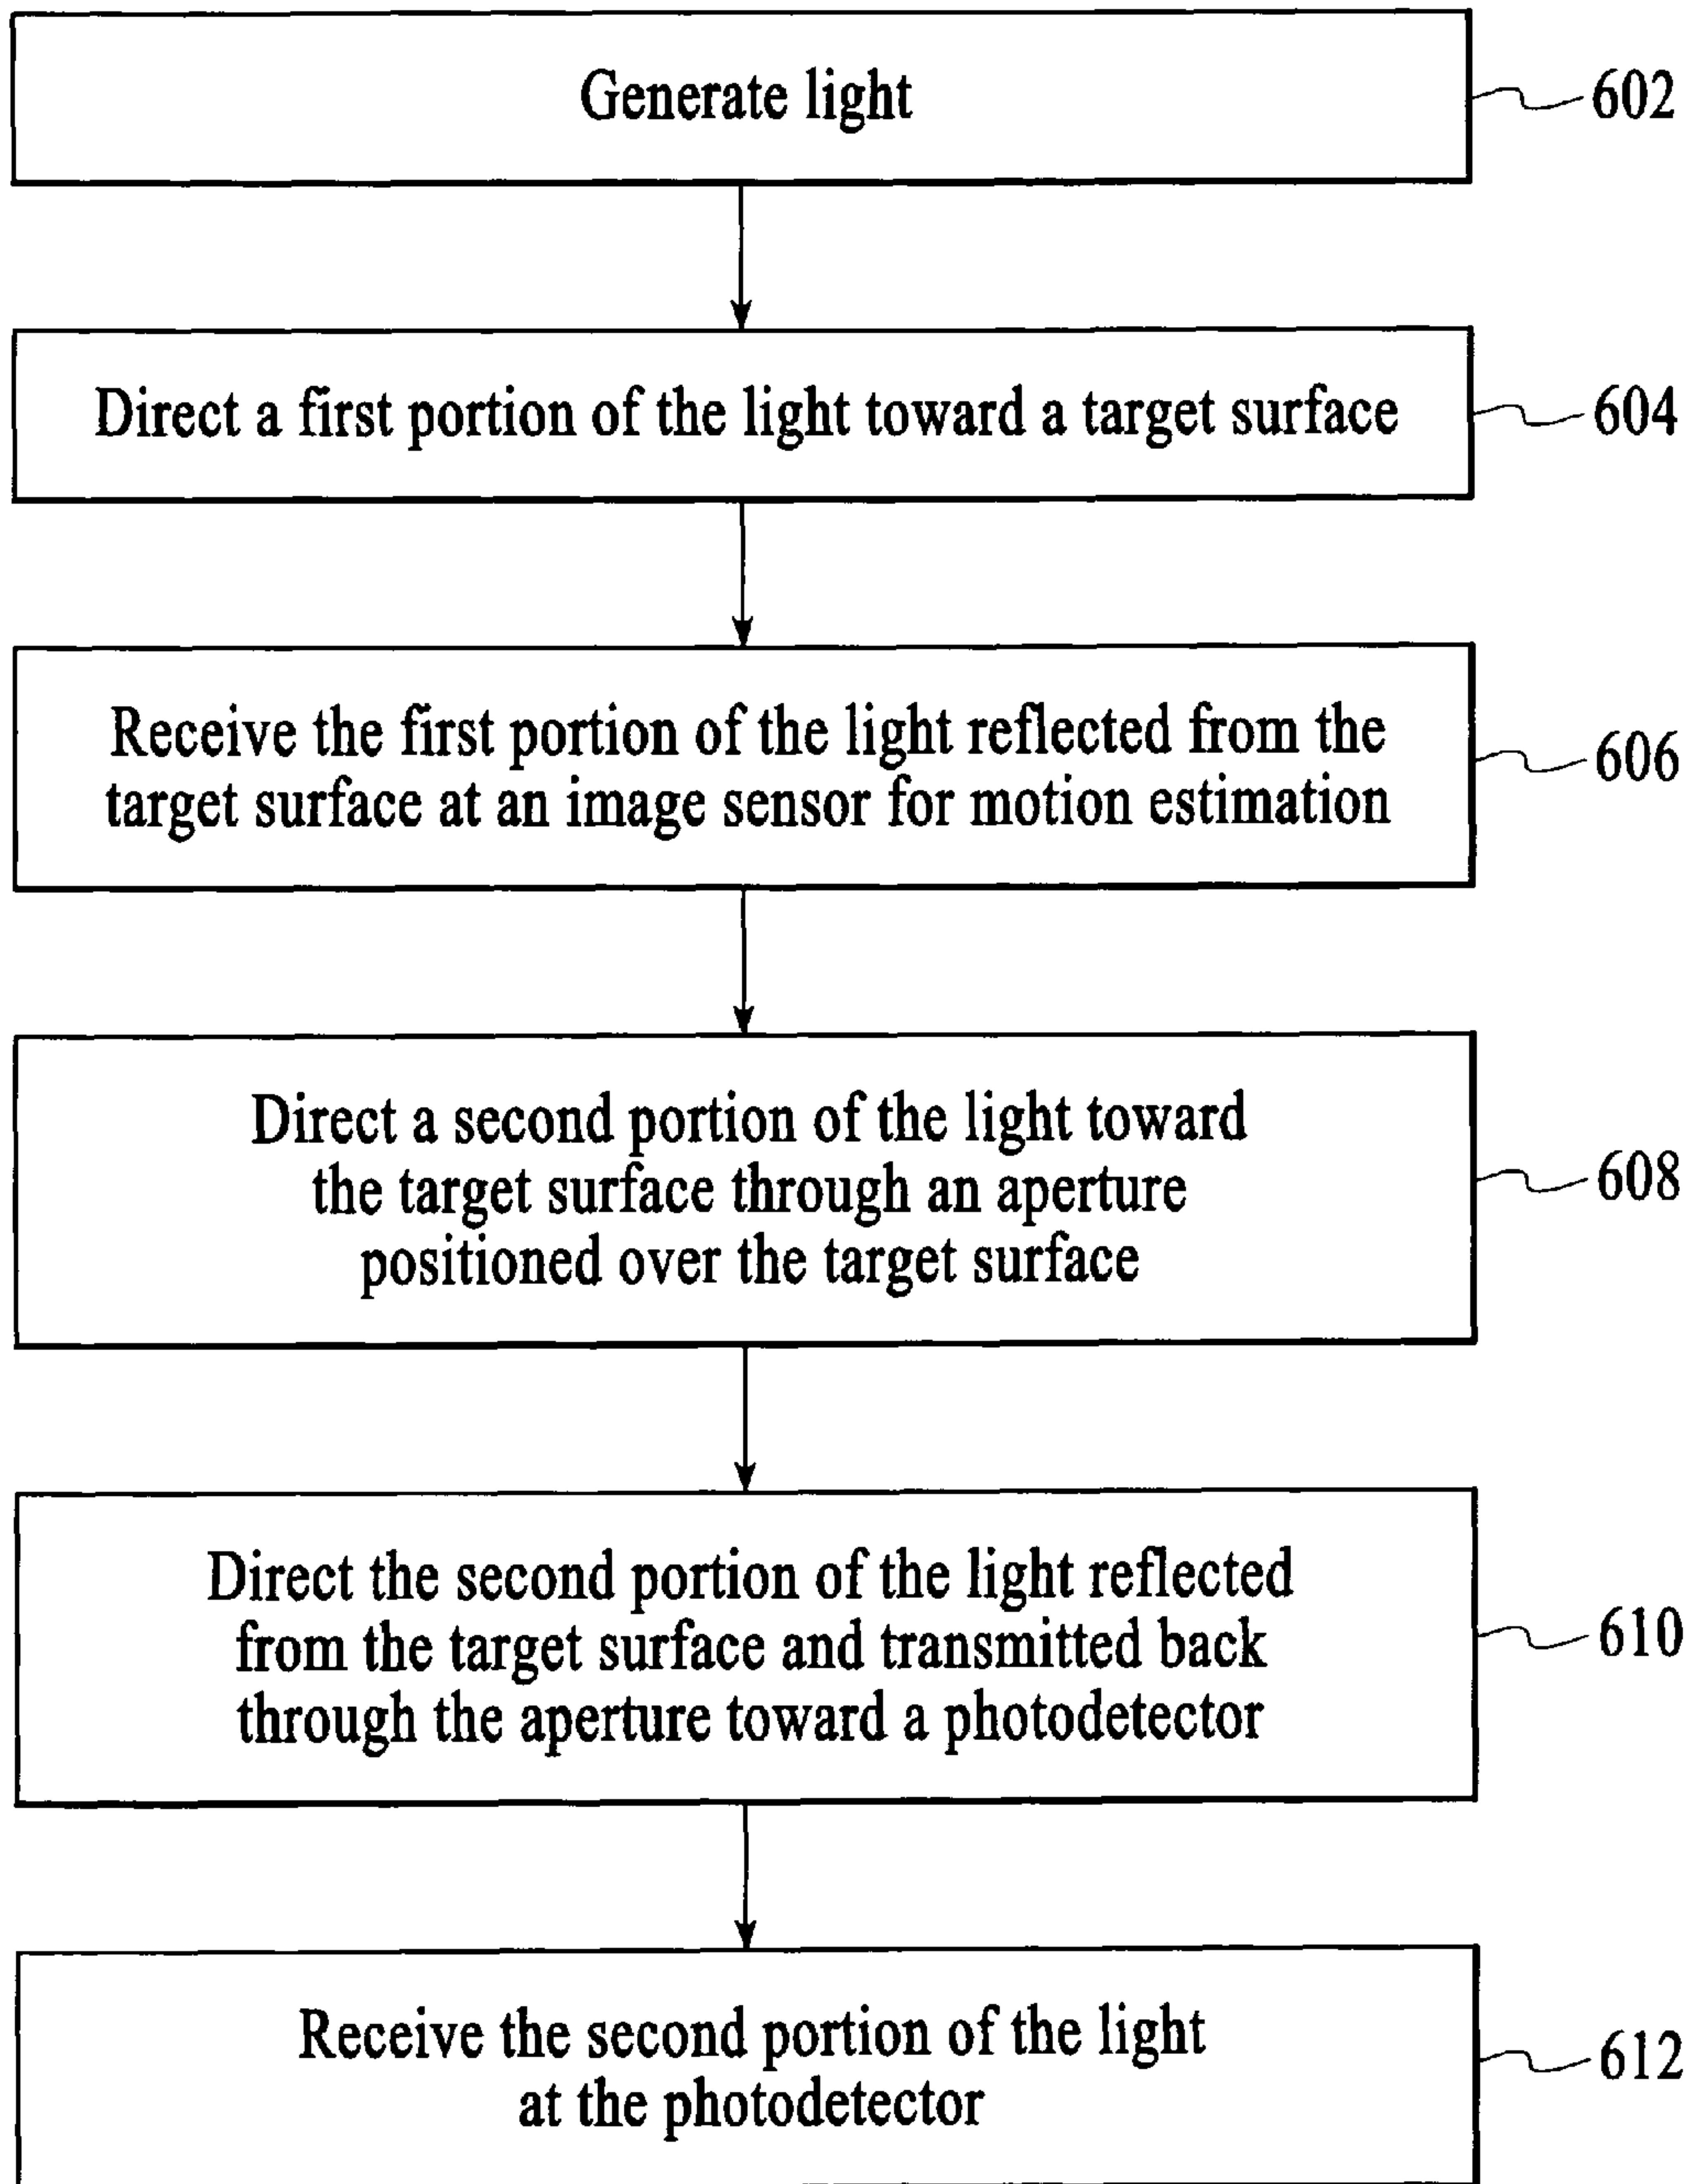 Generate light
602
Direct a first portion of the light toward a target surface
604
Receive the first portion of the light reflected from the
target surface at an image sensor for motion estimation
606
Direct a second portion of the light toward
the target surface through an aperture
positioned over the target surface
608
Direct the second portion of the light reflected
from the target surface and transmitted back
through the aperture toward a photodetector
610
Receive the second portion of the light
at the photodetector
612